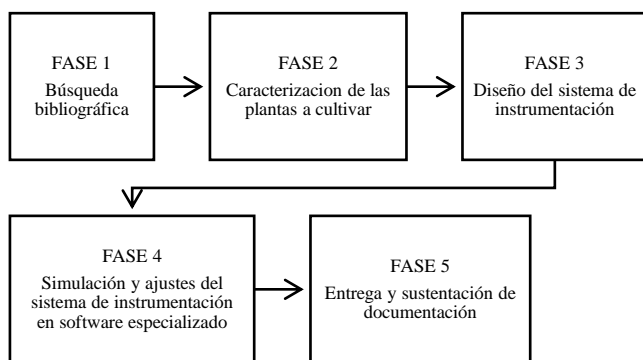 FASE 1
Búsqueda
bibliográfica
FASE 2
Caracterizacion de las
plantas a cultivar
FASE 3
Diseño del sistema de
instrumentación
FASE 4
Simulación y ajustes del
sistema de instrumentación
en software especializado
FASE 5
Entrega y sustentación de
documentación